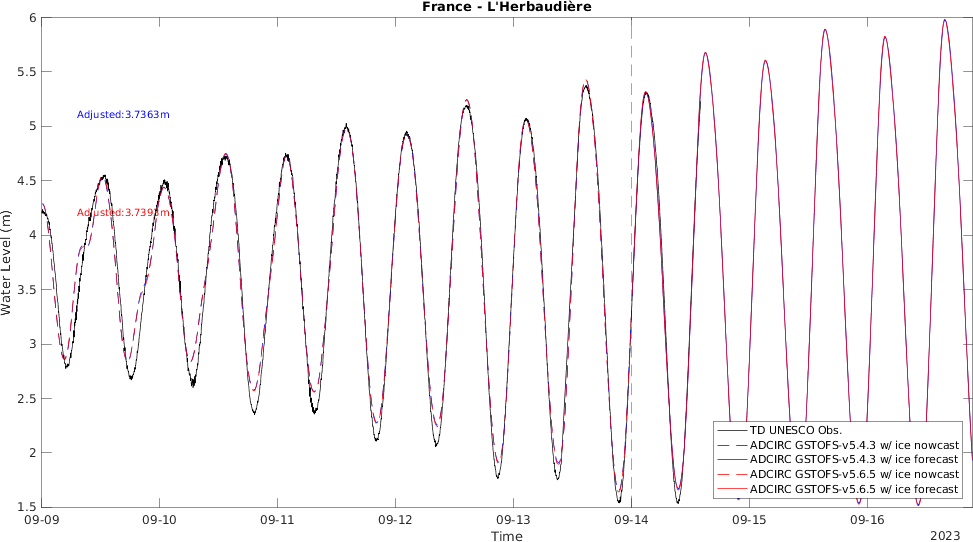 France - L'Herbaudière
6
5.5
5
4.5
4
3.5
3
2.5
2
1.5
Water Level (m)
Adjusted:3.7363m
Adjusted:3.7393m
TD UNESCO Obs.
ADCIRC GSTOFS-v5.4.3 w/ ice nowcast
ADCIRC GSTOFS-v5.4.3 w/ ice forecast
ADCIRC GSTOFS-v5.6.5 w/ ice nowcast
ADCIRC GSTOFS-v5.6.5 w/ ice forecast
09-09 09-10 09-11 09-12 09-13 09-14 09-15 09-16
Time
2023